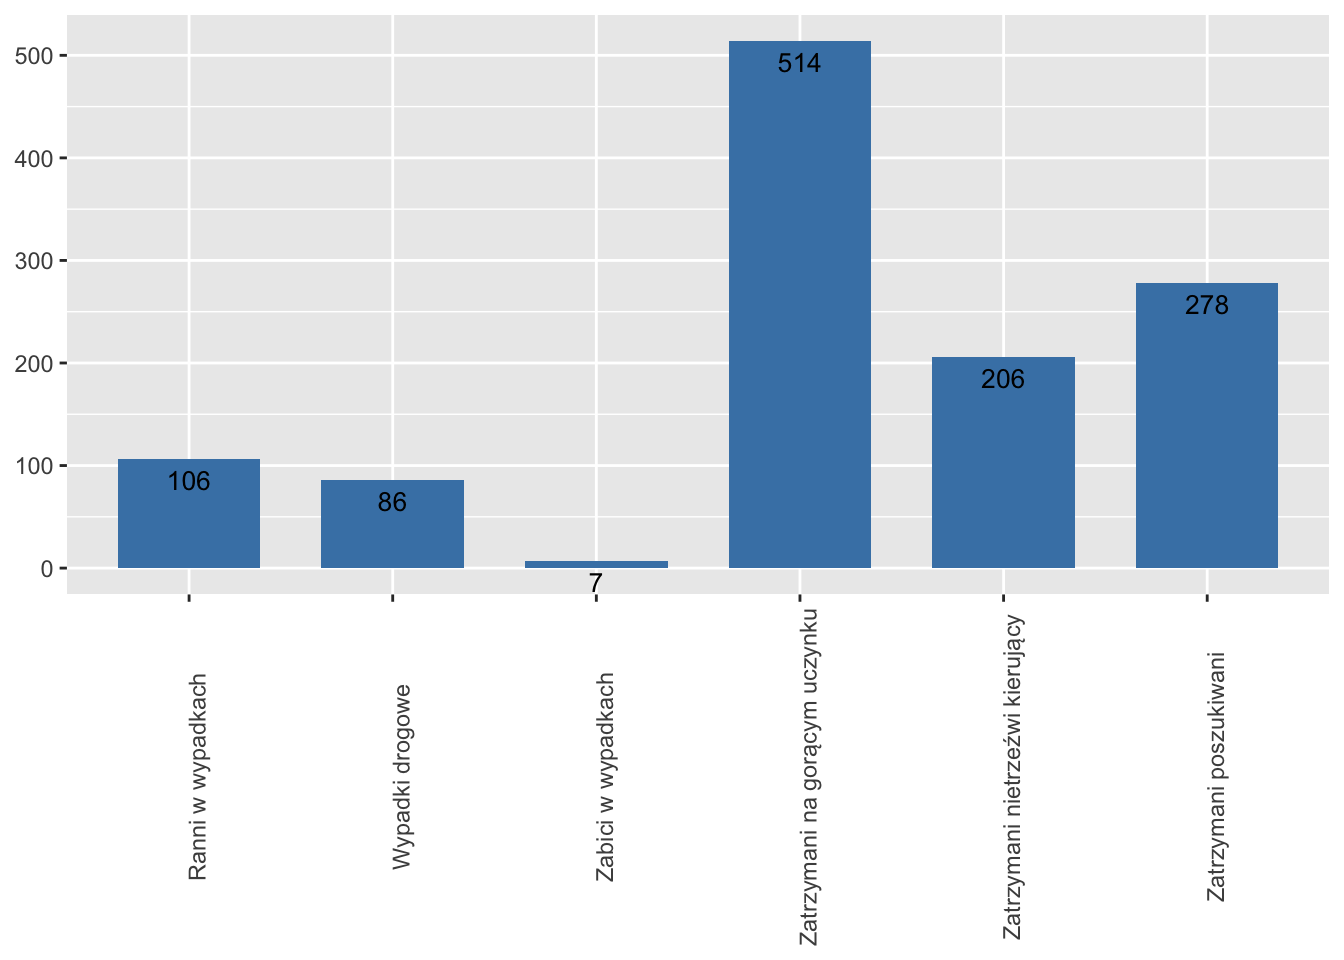 500
400
300
200
100
0
106
86
7
514
206
278
Ranni w wypadkach
Wypadki drogowe
Zabici w wypadkach
Zatrzymani na gorącym uczynku
Zatrzymani nietrzeźwi kierujący
Zatrzymani poszukiwani